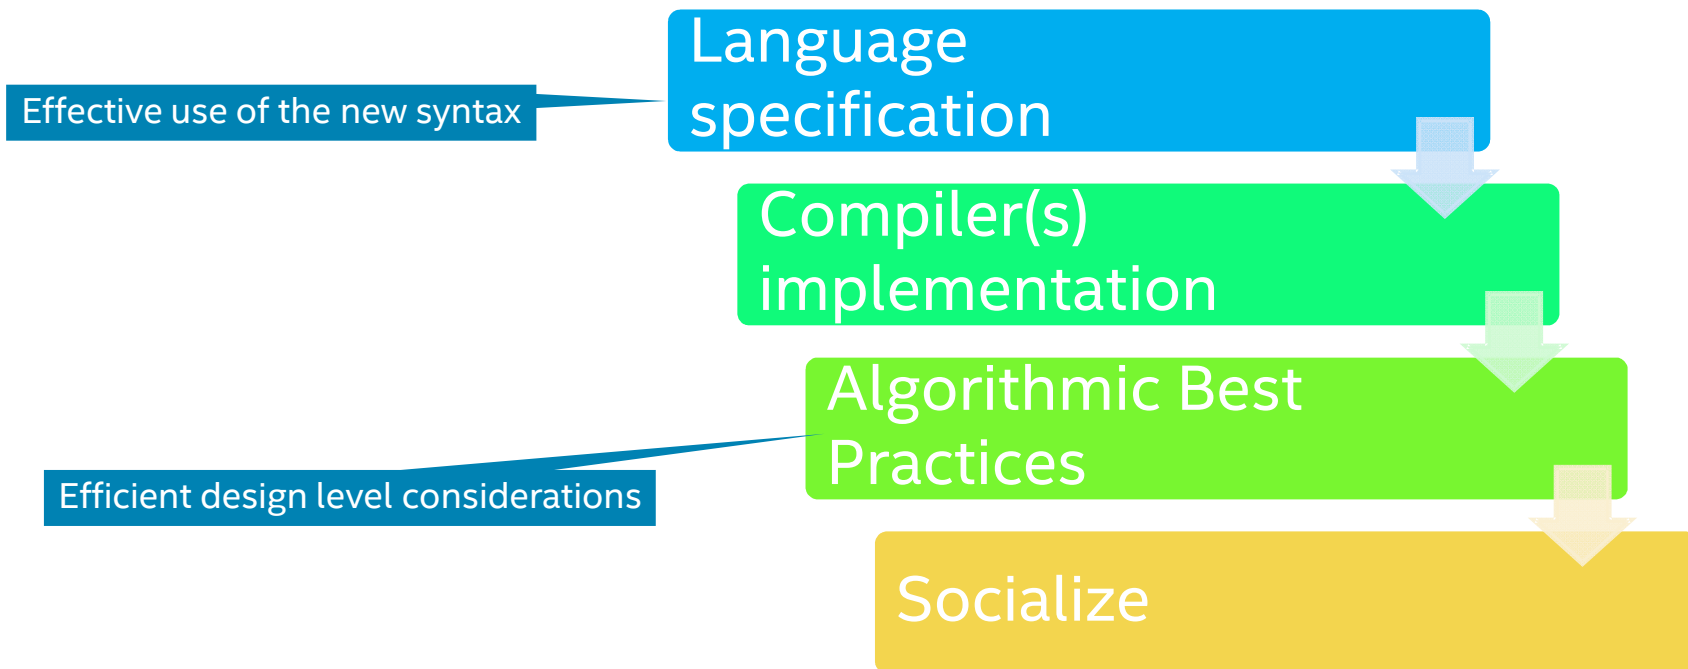 Language
specification
Effective use of the new syntax
Compiler(s)
implementation
Algorithmic Best
Practices
Efficient design level considerations
Socialize